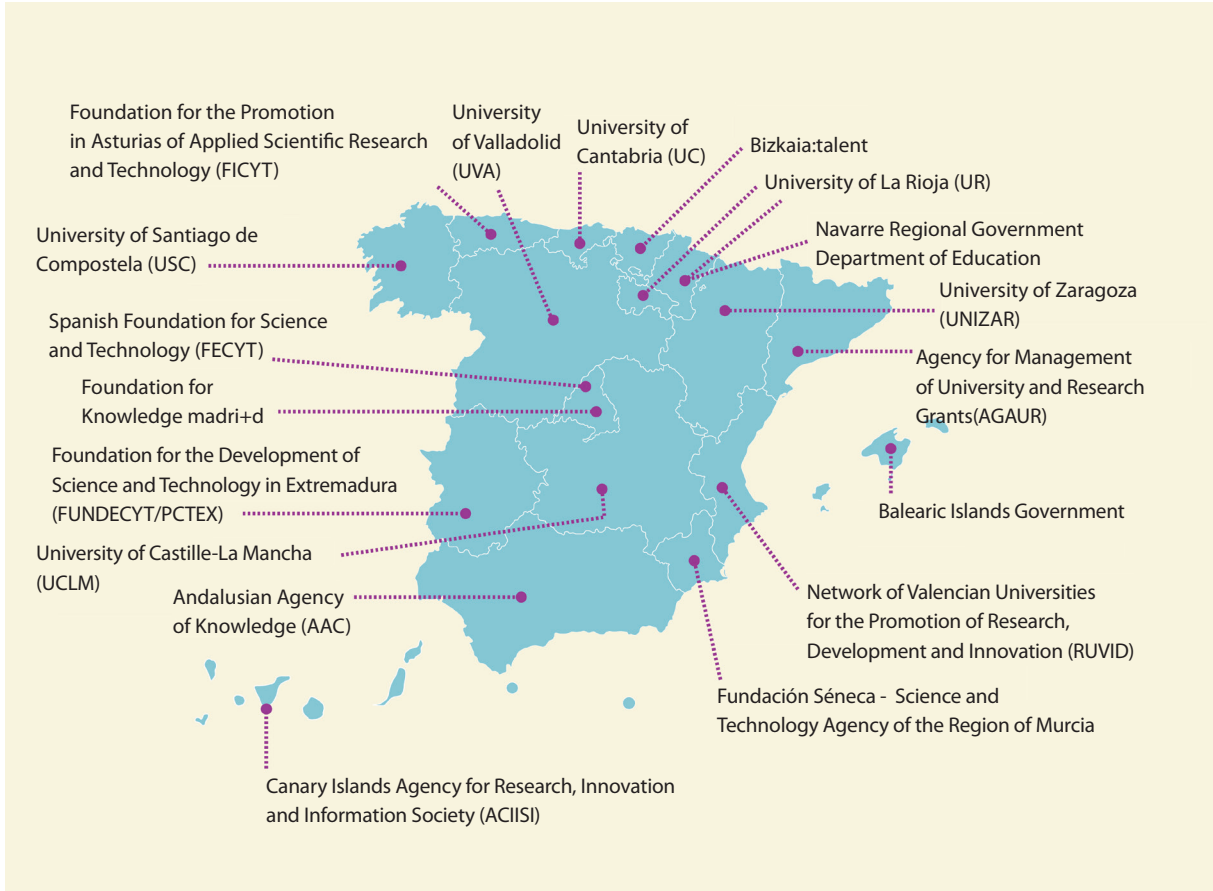 Foundation for the Promotion
in Asturias of Applied Scientific Research
and Technology (FICYT)
University
of Valladolid
(UVA)
University of
Cantabria (UC)
Bizkaia:talent
University of La Rioja (UR)
Navarre Regional Government
Department of Education
University of Santiago de
Compostela (USC)
University of Zaragoza
(UNIZAR)
Spanish Foundation for Science
and Technology (FECYT)
Agency for Management
of University and Research
Grants(AGAUR)
Foundation for
Knowledge madri+d
Foundation for the Development of
Science and Technology in Extremadura
(FUNDECYT/PCTEX)
Balearic Islands Government
University of Castille-La Mancha
(UCLM)
Andalusian Agency
of Knowledge (AAC)
Network of Valencian Universities
for the Promotion of Research,
Development and Innovation (RUVID)
Fundación Séneca - Science and
Technology Agency of the Region of Murcia
Canary Islands Agency for Research, Innovation
and Information Society (ACIISI)